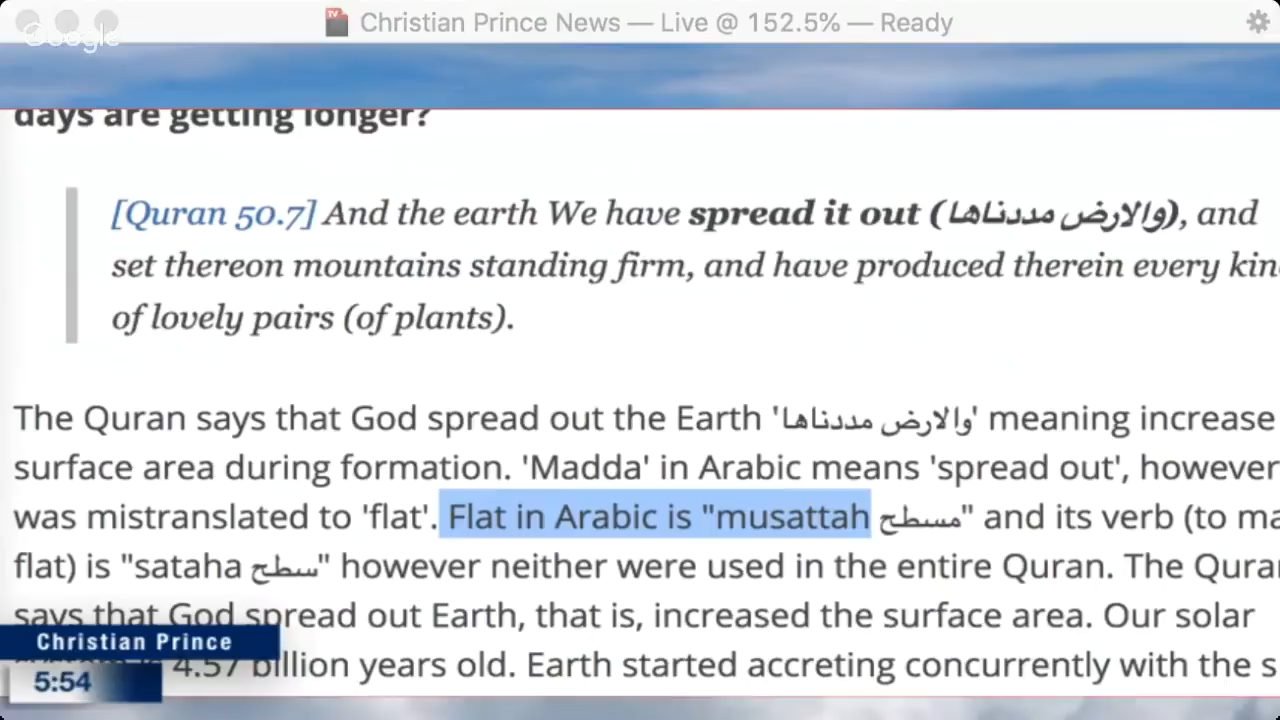 Christian Prince News — Live @ 152.5% — Ready
Google
days are getting longer?
[Quran 50.7] And the earth We have spread it out (والارض مددناها), and
set thereon mountains standing firm, and have produced therein every kin
of lovely pairs (of plants).
The Quran says that God spread out the Earth 'والارض مددناها' meaning increase
surface area during formation. 'Madda' in Arabic means 'spread out', however
was mistranslated to 'flat'. Flat in Arabic is "musattah مسطح" and its verb (to ma
flat) is "sataha سطح" however neither were used in the entire Quran. The Qura
says that God spread out Earth, that is, increased the surface area. Our solar
4.57 billion years old. Earth started accreting concurrently with the s
Christian Prince
5:54